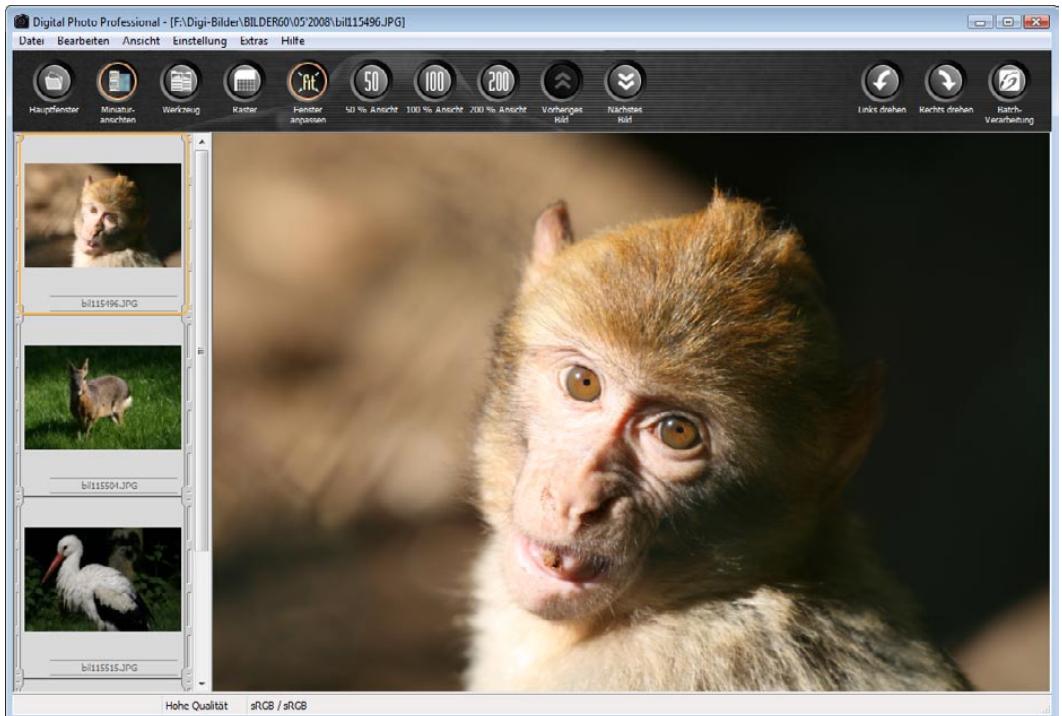 Digital Photo Professional - [F:\Digi-Bilder\BILDER60\05'2008\bil115496.JPG]
Datei Bearbeiten Ansicht Einstellung Extras Hilfe
fit 50 100 200
Hauptfenster Miniatur- Werkzeug Raster Fenster 50 % Ansicht 100 % Ansicht 200 % Ansicht Vorheriges Nächstes Links drehen Rechts drehen Batch-
ansichten anpassen Bild Bild Verarbeitung
bil115496.JPG
bil115504.JPG
bil115515.JPG
Hohe Qualität sRGB / sRGB